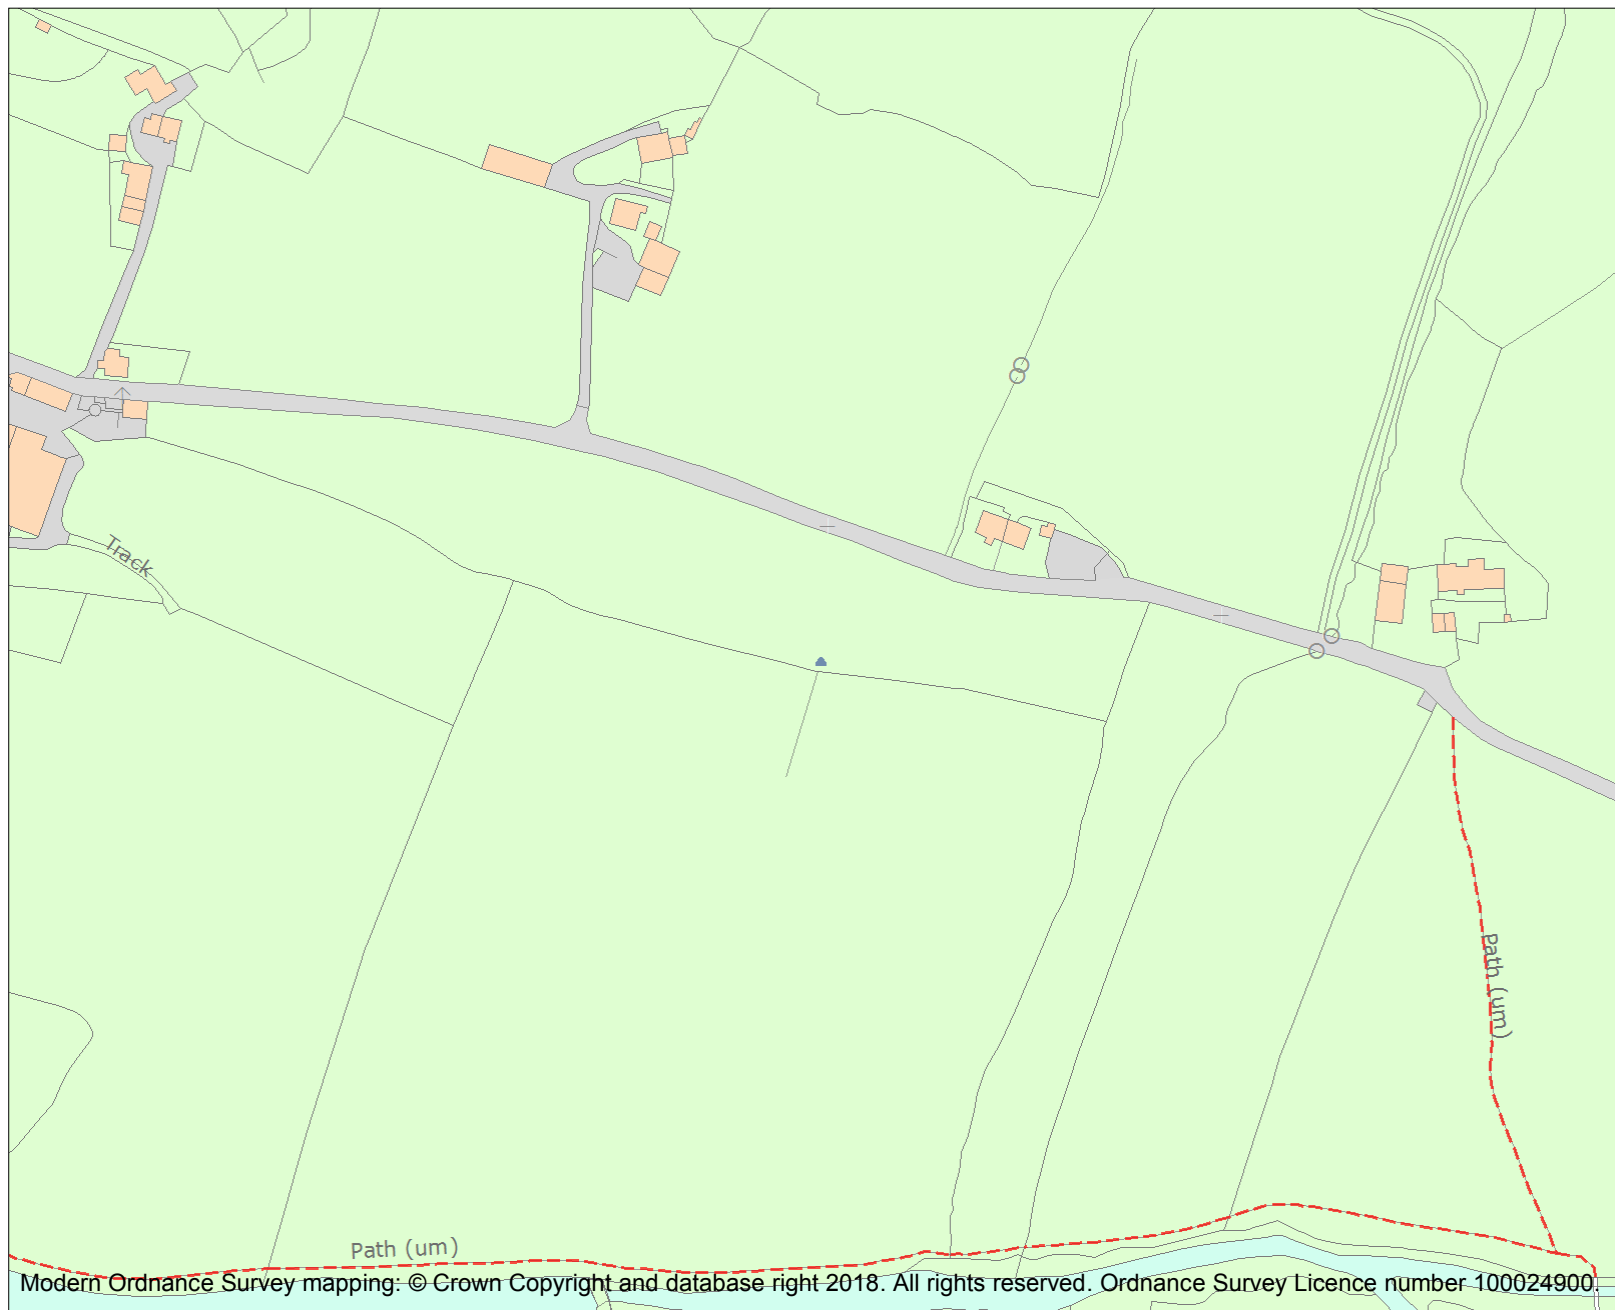 Track
Path (um)
Path (um)
Modern Ordnance Survey mapping: © Crown Copyright and database right 2018. All rights reserved. Ordnance Survey Licence number 100024900.